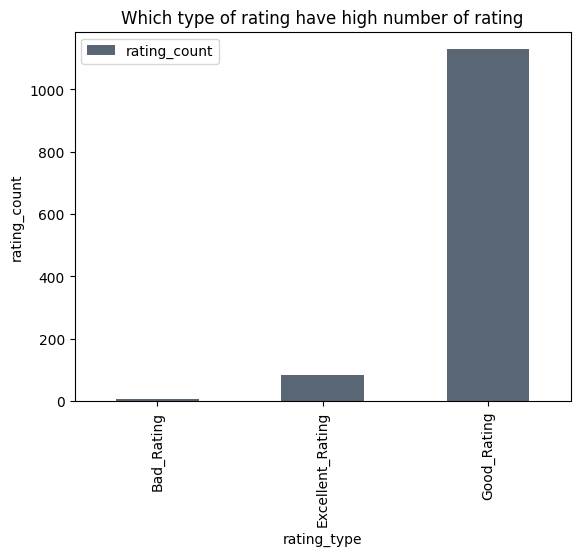 Which type of rating have high number of rating
rating_count
rating_count
1000
800
600
400
200
0
Bad_Rating
Excellent_Rating
Good_Rating
rating_type